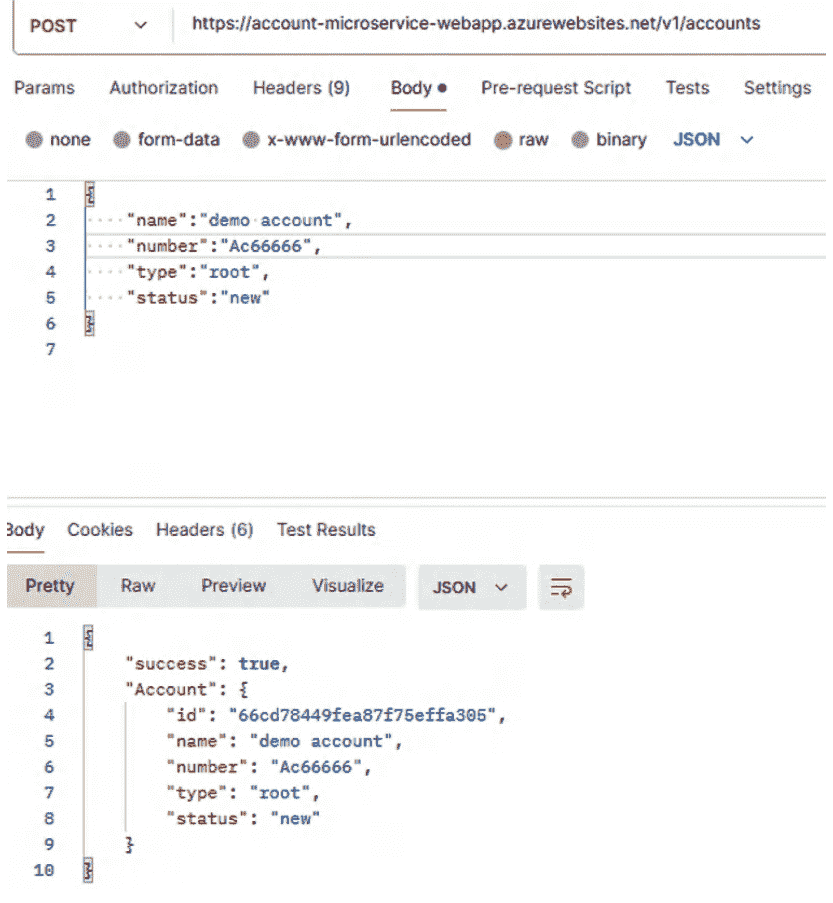 POST https://account-microservice-webapp.azurewebsites.net/v1/accounts
Params Authorization Headers (9) Body Pre-request Script Tests Settings
none form-data x-www-form-urlencoded raw binary JSON
1 {
2 "name":"demo account",
3 "number":"Ac66666",
4 "type":"root",
5 "status":"new"
6 }
7
Body Cookies Headers (6) Test Results
Pretty Raw Preview Visualize JSON
1 {
2 "success": true,
3 "Account": {
4 "id": "66cd78449fea87f75effa305",
5 "name": "demo account",
6 "number": "Ac66666",
7 "type": "root",
8 "status": "new"
9 }
10 }